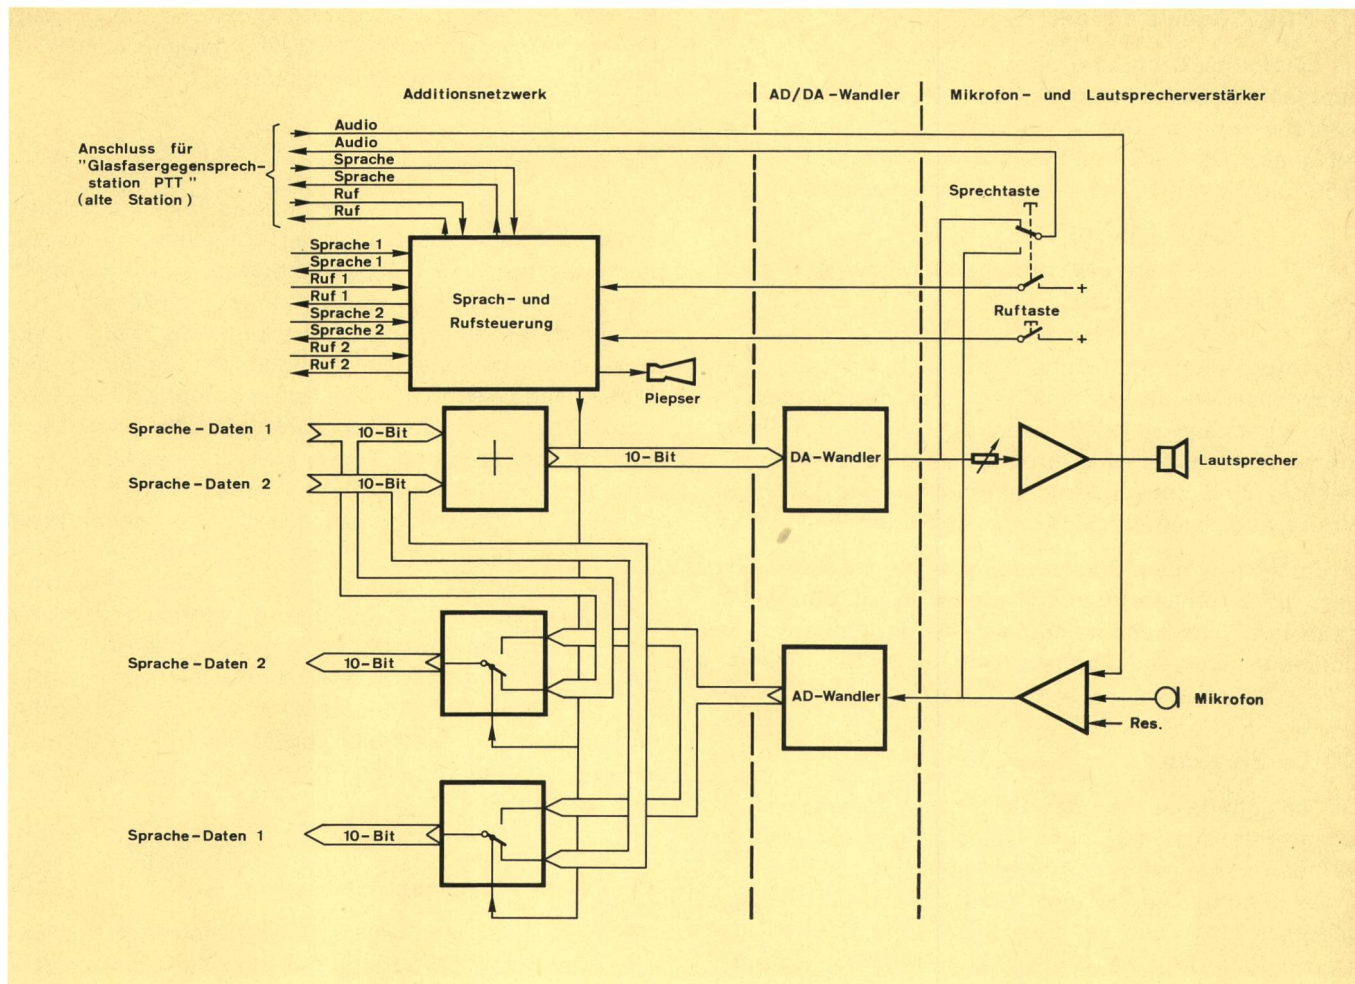 Additionsnetzwerk
AD/DA-Wandler
Mikrofon- und Lautsprecherverstärker
Anschluss für
"Glasfasergegensprech-
station PTT"
(alte Station)
Audio
Audio
Sprache
Sprache
Ruf
Ruf
Sprache 1
Sprache 1
Ruf 1
Ruf 1
Sprache 2
Sprache 2
Ruf 2
Ruf 2
Sprach- und
Rufsteuerung
Sprechtaste
+
Ruftaste
+
Piepser
Sprache-Daten 1
10-Bit
Sprache-Daten 2
10-Bit
+
10-Bit
DA-Wandler
Lautsprecher
Sprache-Daten 2
10-Bit
AD-Wandler
Mikrofon
Res.
Sprache-Daten 1
10-Bit